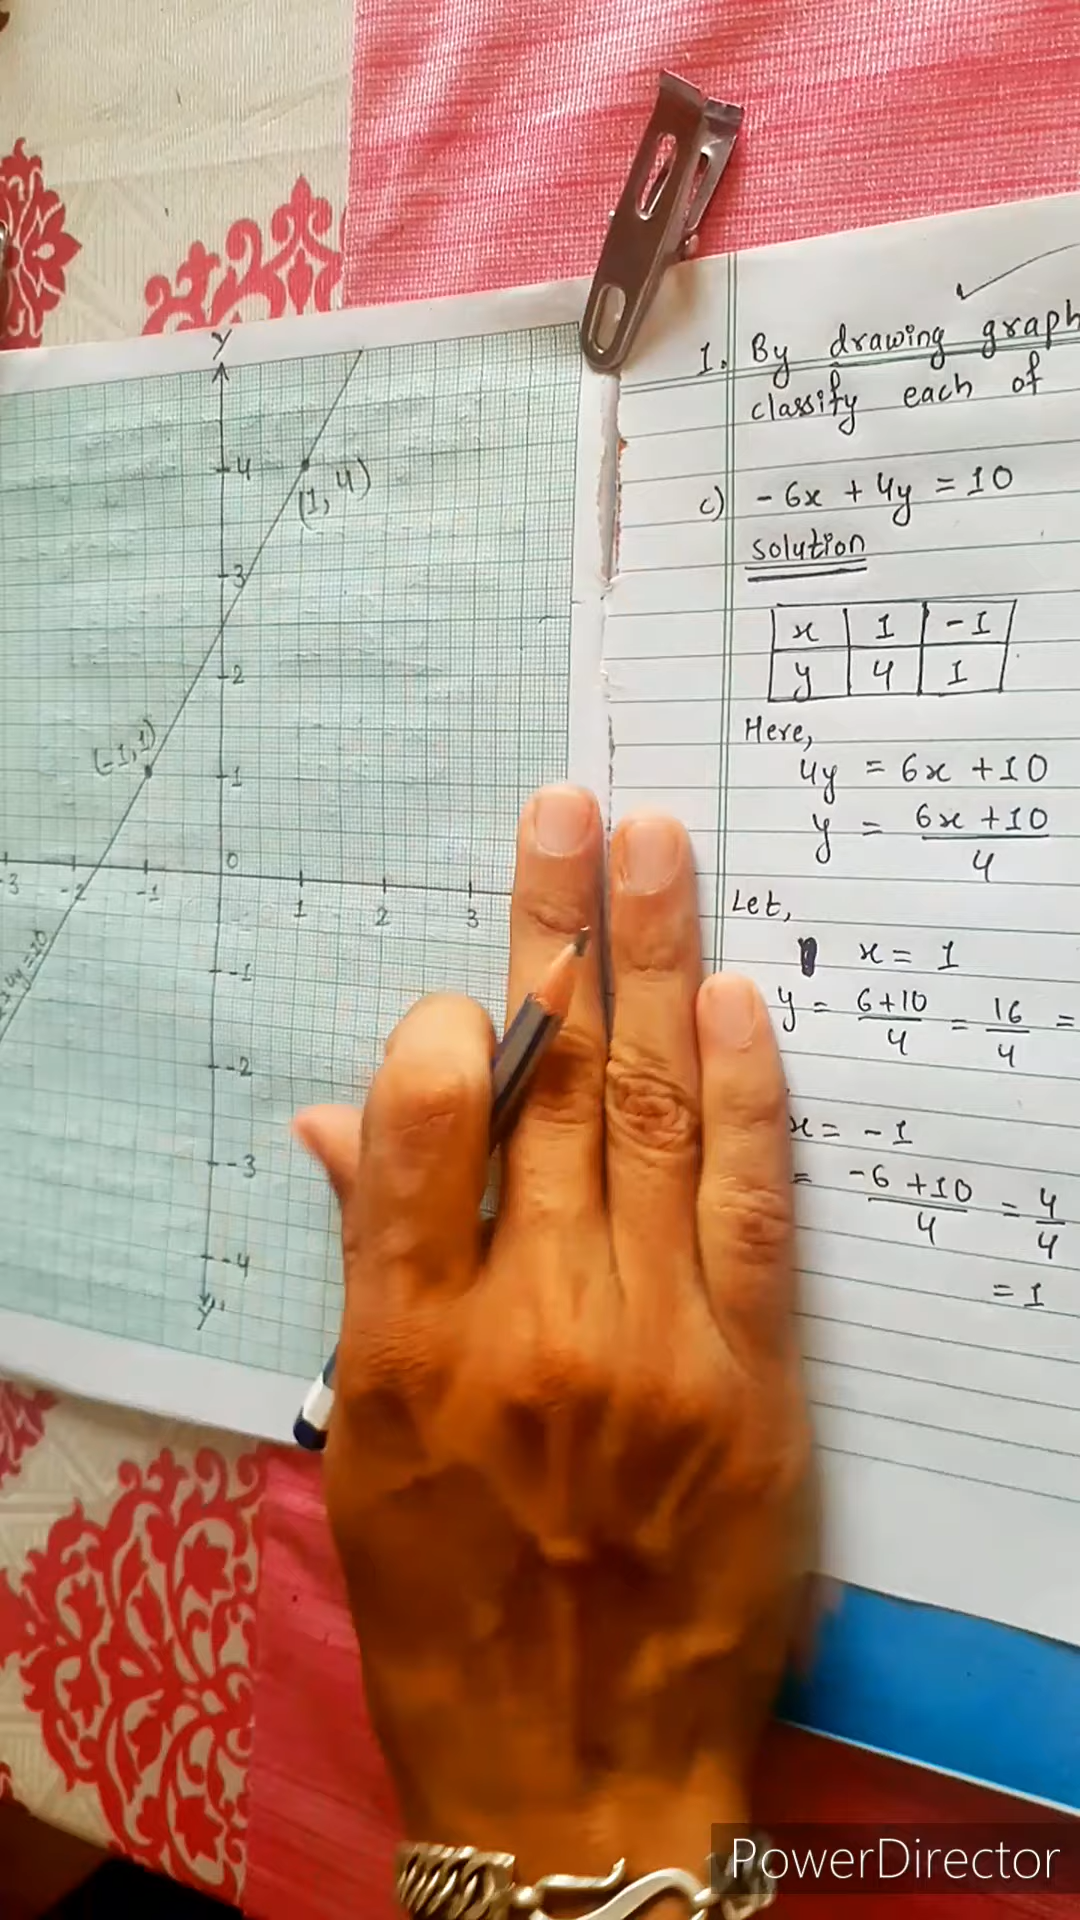 Y
4
(1, 4)
3
2
(-1, 1)
1
0
-3 -2 -1 1 2 3
+4y=10
-1
-2
-3
-4
Y'
1. By drawing graph
classify each of
c) -6x + 4y = 10
Solution
x 1 -1
y 4 1
Here,
4y = 6x + 10
y = 6x + 10 / 4
Let,
x = 1
y = 6+10 / 4 = 16 / 4 =
x = -1
= -6 + 10 / 4 = 4 / 4
= 1
PowerDirector